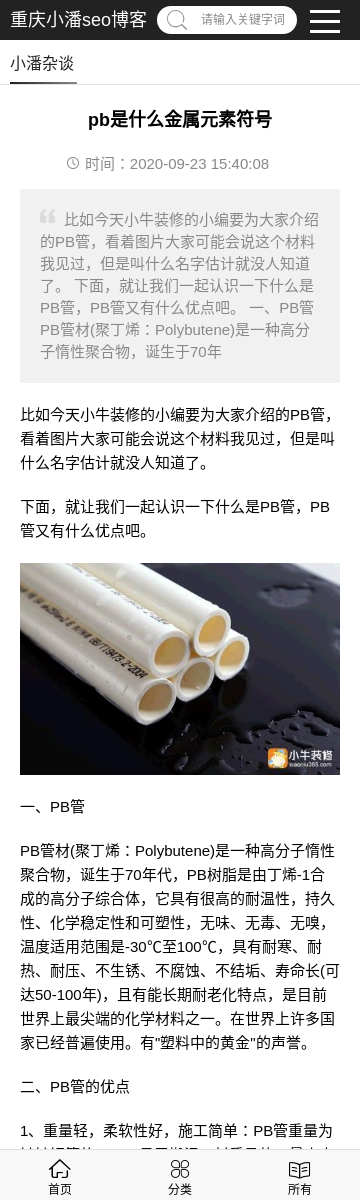 重庆小潘seo博客
请输入关键字词
小潘杂谈
pb是什么金属元素符号
时间：2020-09-23 15:40:08
比如今天小牛装修的小编要为大家介绍
的PB管，看着图片大家可能会说这个材料
我见过，但是叫什么名字估计就没人知道
了。 下面，就让我们一起认识一下什么是
PB管，PB管又有什么优点吧。 一、PB管
PB管材(聚丁烯：Polybutene)是一种高分
子惰性聚合物，诞生于70年
比如今天小牛装修的小编要为大家介绍的PB管，
看着图片大家可能会说这个材料我见过，但是叫
什么名字估计就没人知道了。
下面，就让我们一起认识一下什么是PB管，PB
管又有什么优点吧。
GB/T19473.2-2004
小牛装修
xiaoniu365.com
一、PB管
PB管材(聚丁烯：Polybutene)是一种高分子惰性
聚合物，诞生于70年代，PB树脂是由丁烯-1合
成的高分子综合体，它具有很高的耐温性，持久
性、化学稳定性和可塑性，无味、无毒、无嗅，
温度适用范围是-30℃至100℃，具有耐寒、耐
热、耐压、不生锈、不腐蚀、不结垢、寿命长(可
达50-100年)，且有能长期耐老化特点，是目前
世界上最尖端的化学材料之一。在世界上许多国
家已经普遍使用。有"塑料中的黄金"的声誉。
二、PB管的优点
1、重量轻，柔软性好，施工简单：PB管重量为
首页
分类
所有